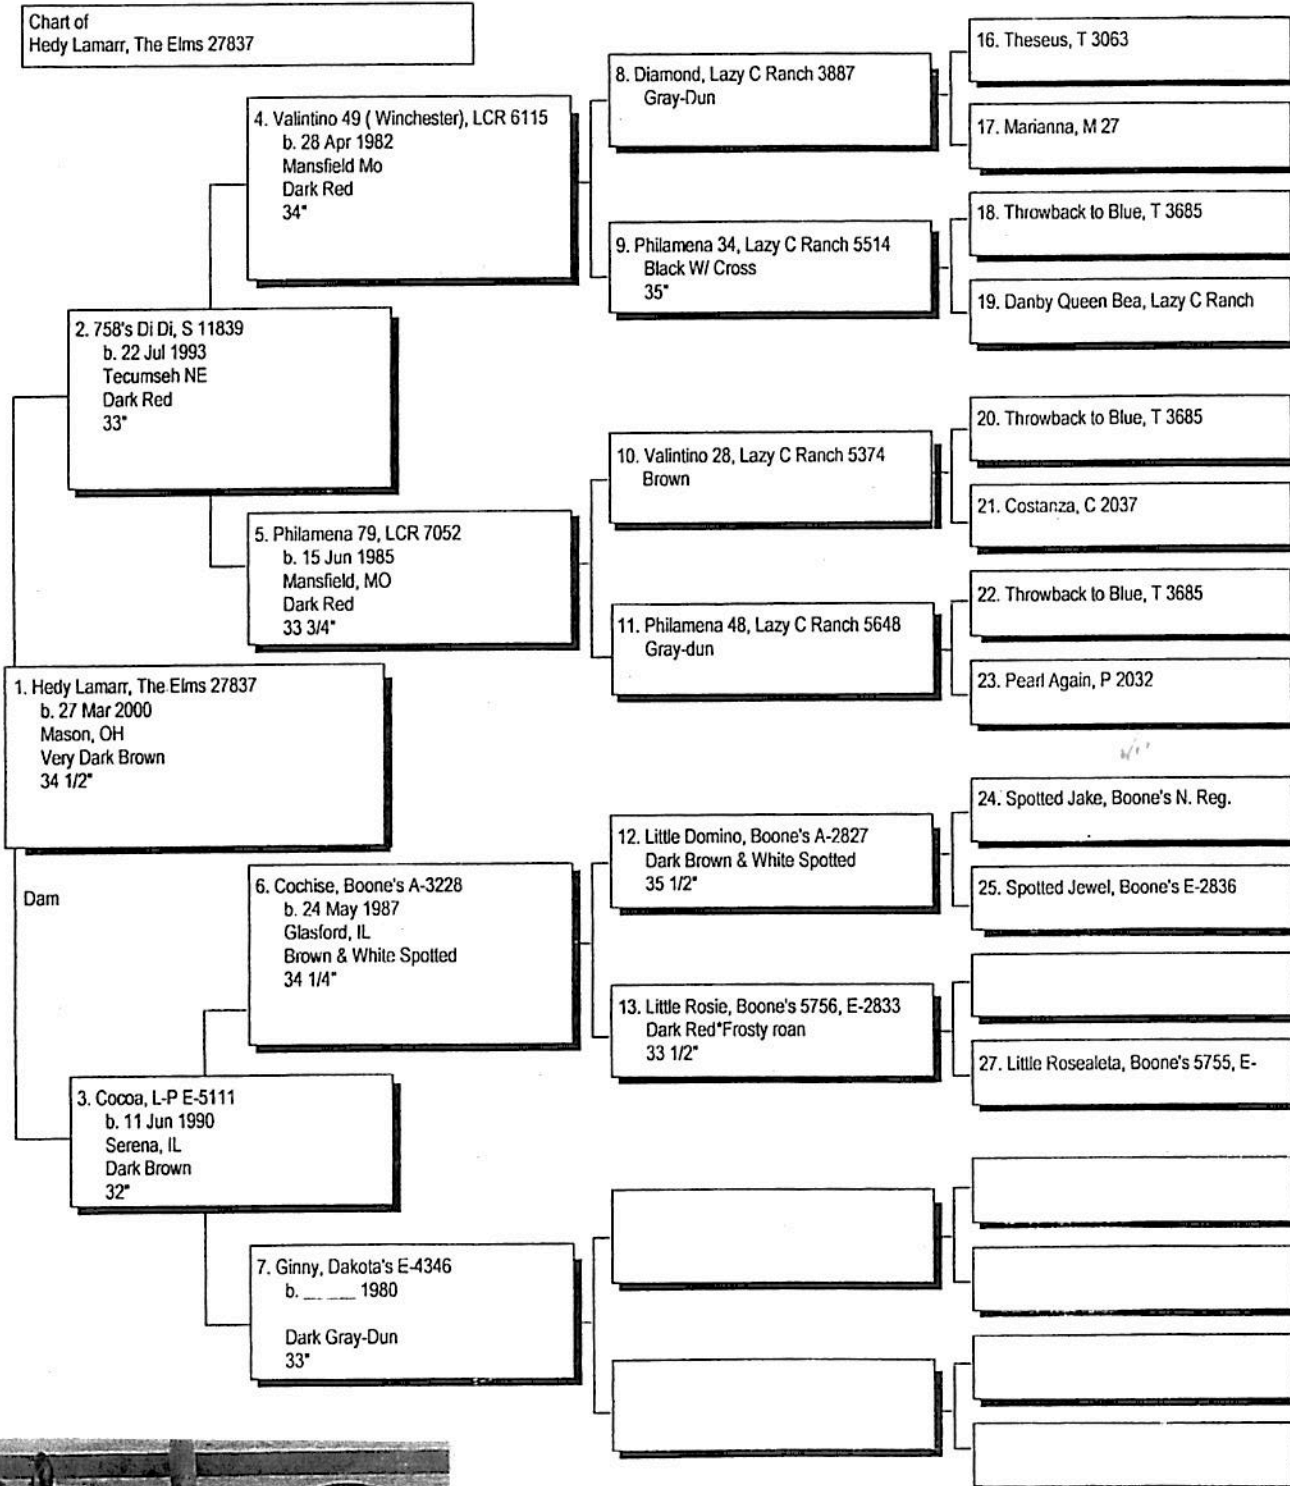 Chart of
Hedy Lamarr, The Elms 27837
1. Hedy Lamarr, The Elms 27837
b. 27 Mar 2000
Mason, OH
Very Dark Brown
34 1/2"
Dam
2. 758's Di Di, S 11839
b. 22 Jul 1993
Tecumseh NE
Dark Red
33"
3. Cocoa, L-P E-5111
b. 11 Jun 1990
Serena, IL
Dark Brown
32"
4. Valintino 49 ( Winchester), LCR 6115
b. 28 Apr 1982
Mansfield Mo
Dark Red
34"
5. Philamena 79, LCR 7052
b. 15 Jun 1985
Mansfield, MO
Dark Red
33 3/4"
6. Cochise, Boone's A-3228
b. 24 May 1987
Glasford, IL
Brown & White Spotted
34 1/4"
7. Ginny, Dakota's E-4346
b. ___ ____ 1980
Dark Gray-Dun
33"
8. Diamond, Lazy C Ranch 3887
Gray-Dun
9. Philamena 34, Lazy C Ranch 5514
Black W/ Cross
35"
10. Valintino 28, Lazy C Ranch 5374
Brown
11. Philamena 48, Lazy C Ranch 5648
Gray-dun
12. Little Domino, Boone's A-2827
Dark Brown & White Spotted
35 1/2"
13. Little Rosie, Boone's 5756, E-2833
Dark Red*Frosty roan
33 1/2"
16. Theseus, T 3063
17. Marianna, M 27
18. Throwback to Blue, T 3685
19. Danby Queen Bea, Lazy C Ranch
20. Throwback to Blue, T 3685
21. Costanza, C 2037
22. Throwback to Blue, T 3685
23. Pearl Again, P 2032
24. Spotted Jake, Boone's N. Reg.
25. Spotted Jewel, Boone's E-2836
27. Little Rosealeta, Boone's 5755, E-